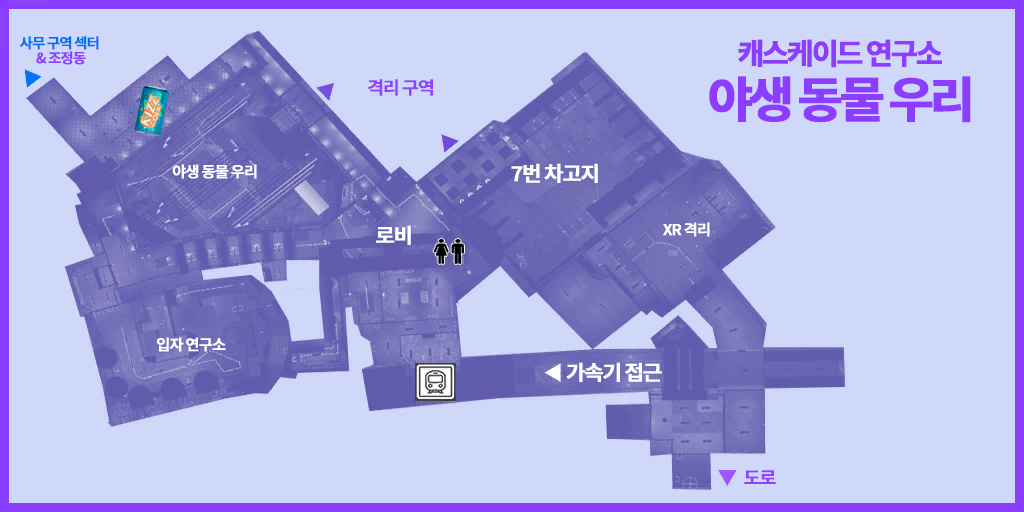 사무 구역 섹터
& 조정동
격리 구역
캐스케이드 연구소
야생 동물 우리
야생 동물 우리
7번 차고지
로비
XR 격리
입자 연구소
가속기 접근
도로